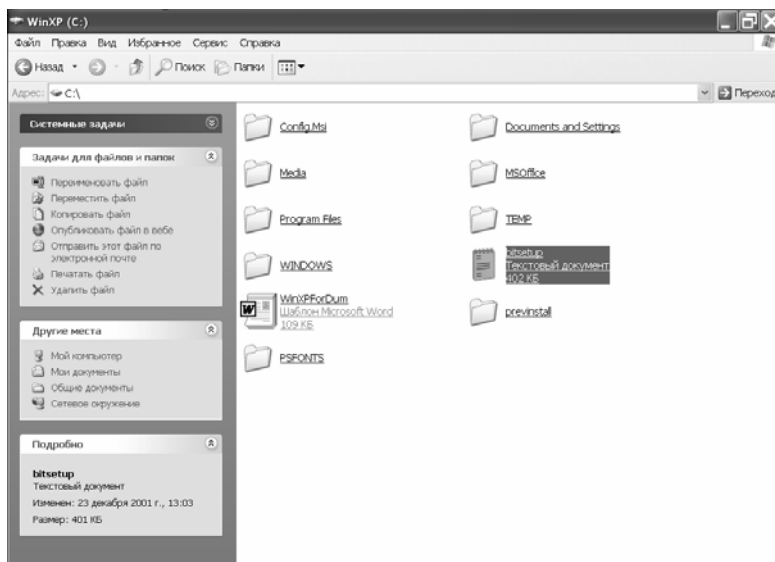 WinXP (C:)
Файл Правка Вид Избранное Сервис Справка
Назад Поиск Папки
Адрес: C:\ Переход
Системные задачи
Задачи для файлов и папок
Переименовать файл
Переместить файл
Копировать файл
Опубликовать файл в вебе
Отправить этот файл по
электронной почте
Печатать файл
Удалить файл
Другие места
Мой компьютер
Мои документы
Общие документы
Сетевое окружение
Подробно
bitsetup
Текстовый документ
Изменен: 23 декабря 2001 г., 13:03
Размер: 401 КБ
Config.Msi
Documents and Settings
Media
MSOffice
Program Files
TEMP
WINDOWS
bitsetup
Текстовый документ
402 КБ
WinXPForDum
Шаблон Microsoft Word
109 КБ
previnstall
PSFONTS